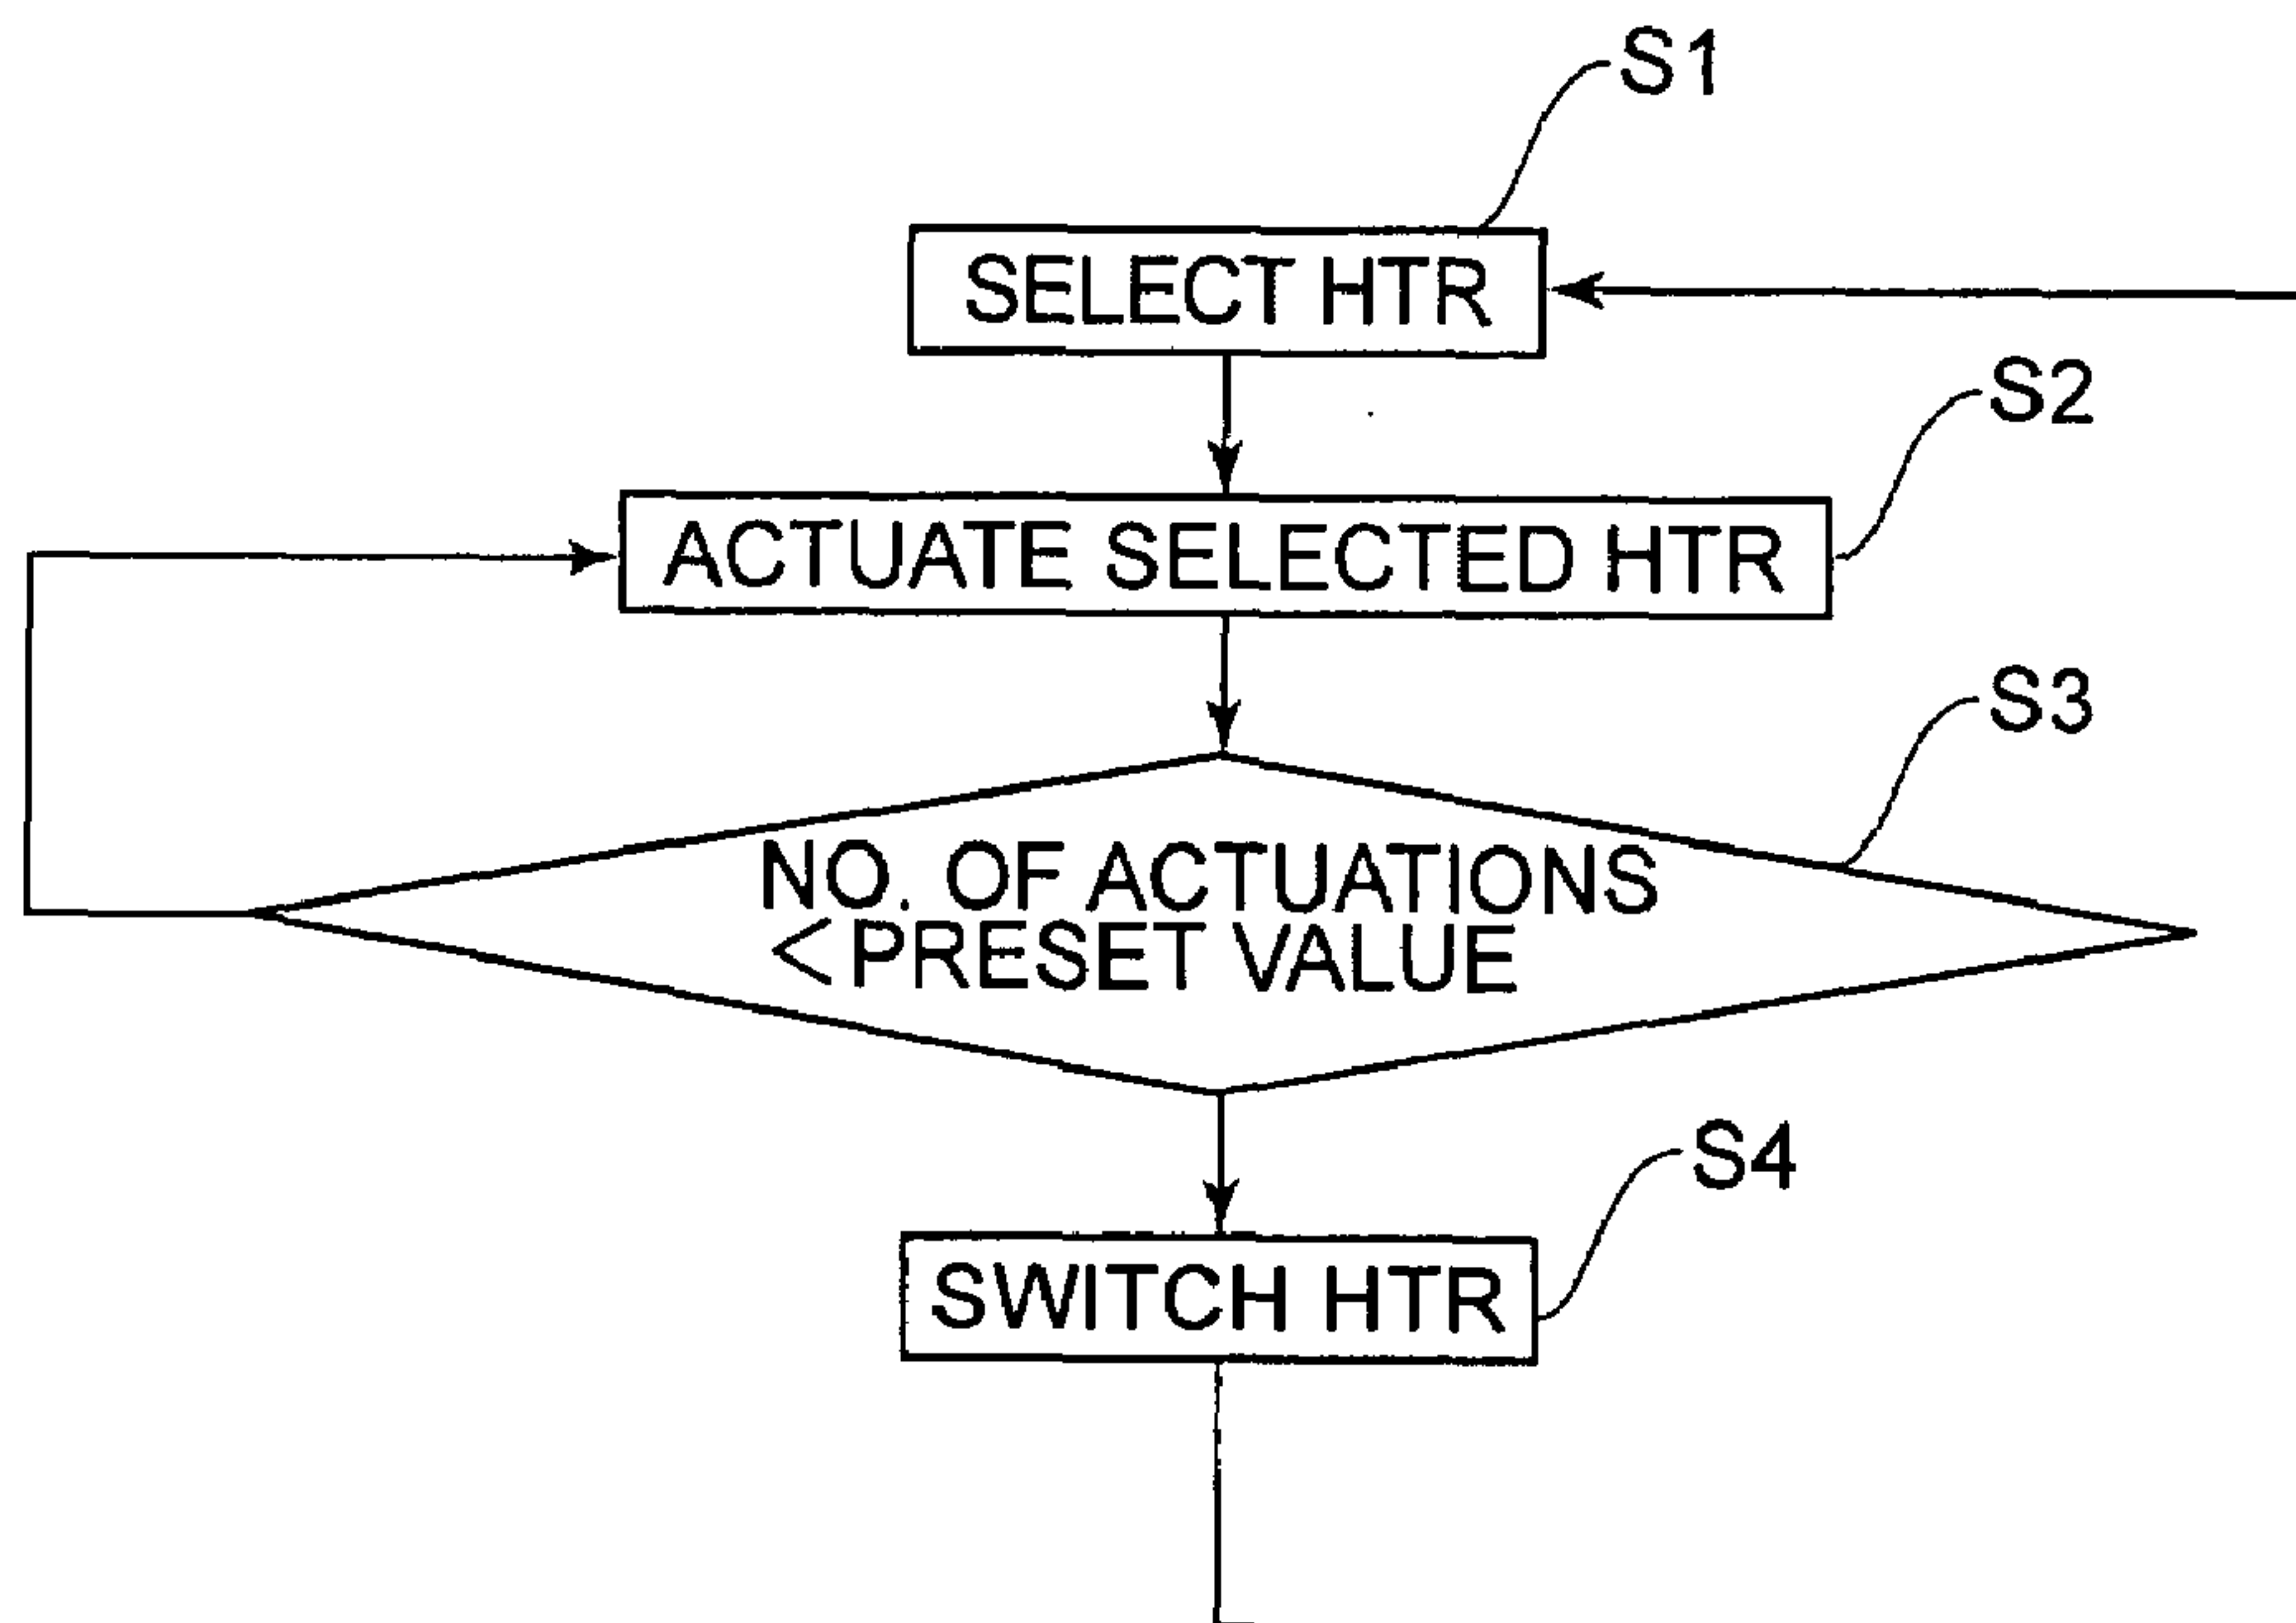 S1
SELECT HTR
S2
ACTUATE SELECTED HTR
S3
NO. OF ACTUATIONS
< PRESET VALUE
S4
SWITCH HTR